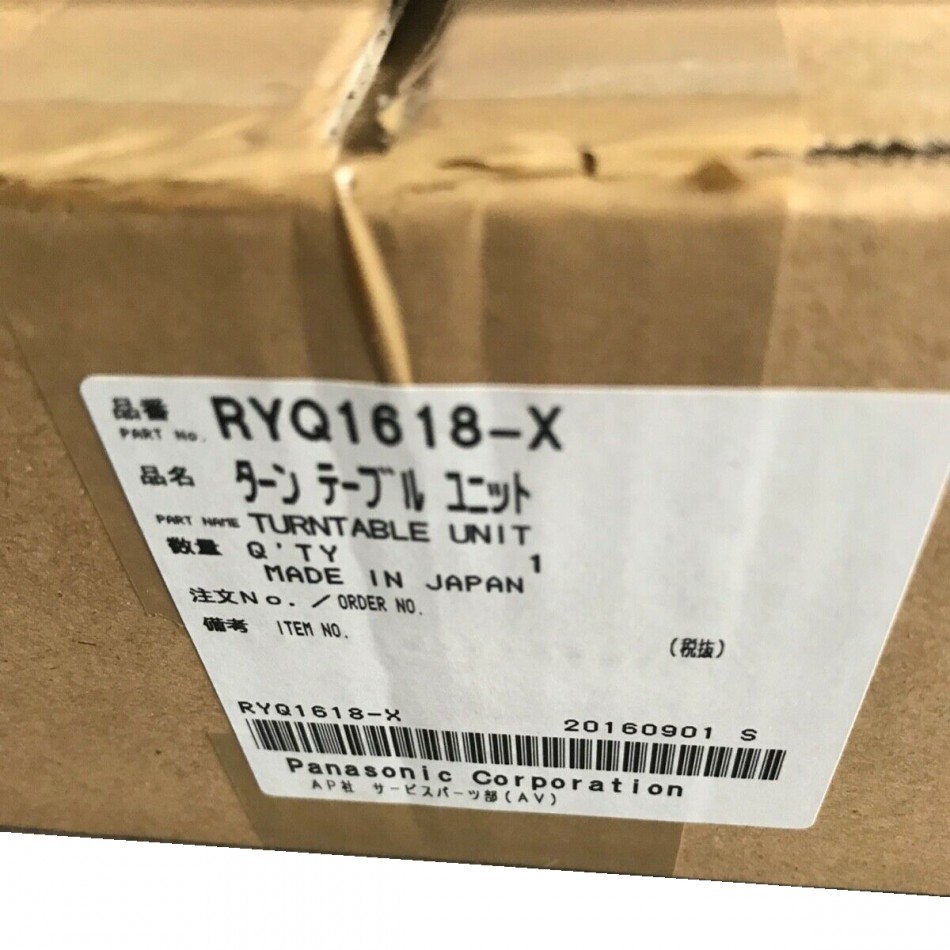 品番 RYQ1618-X
PART No.
品名 ターン テーブル ユニット
PART NAME TURNTABLE UNIT
数量 Q'TY 1
MADE IN JAPAN
注文No. / ORDER NO.
備考 ITEM NO.
(税抜)
RYQ1618-X 20160901 S
Panasonic Corporation
AP社 サービスパーツ部(AV)